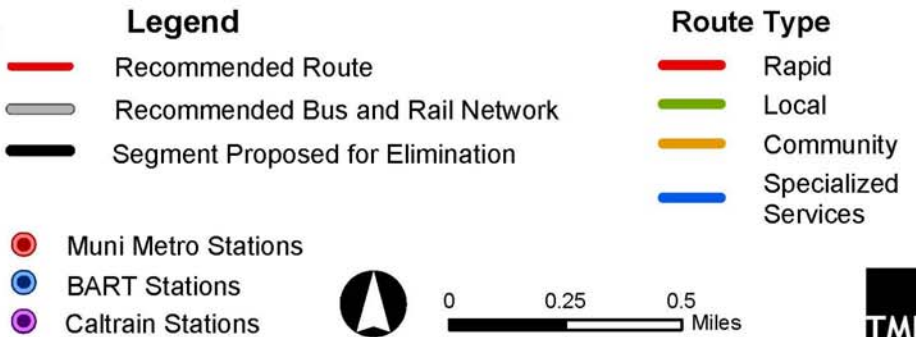 Legend
Recommended Route
Recommended Bus and Rail Network
Segment Proposed for Elimination
Muni Metro Stations
BART Stations
Caltrain Stations
0 0.25 0.5
Miles
Route Type
Rapid
Local
Community
Specialized
Services